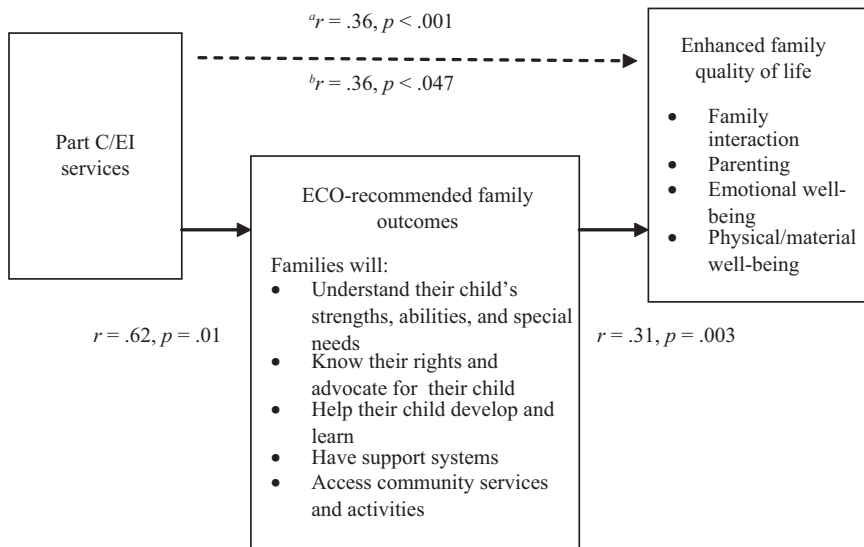 ᵃr = .36, p < .001
ᵇr = .36, p < .047
Part C/EI
services
ECO-recommended family
outcomes
Families will:
• Understand their child’s
strengths, abilities, and special
needs
• Know their rights and
advocate for their child
• Help their child develop and
learn
• Have support systems
• Access community services
and activities
Enhanced family
quality of life
• Family
interaction
• Parenting
• Emotional well-
being
• Physical/material
well-being
r = .62, p = .01
r = .31, p = .003